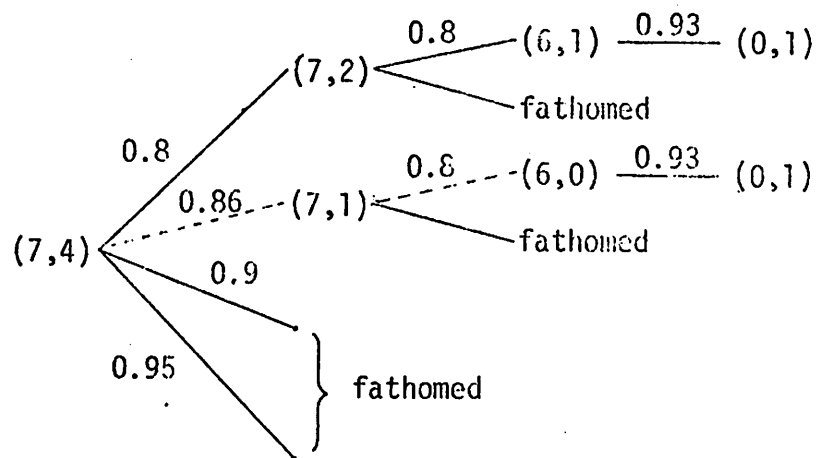 0.8 (6,1) 0.93 (0,1)
(7,2)
fathomed
0.8
0.8 (6,0) 0.93 (0,1)
0.86 (7,1)
fathomed
(7,4)
0.9
0.95 fathomed